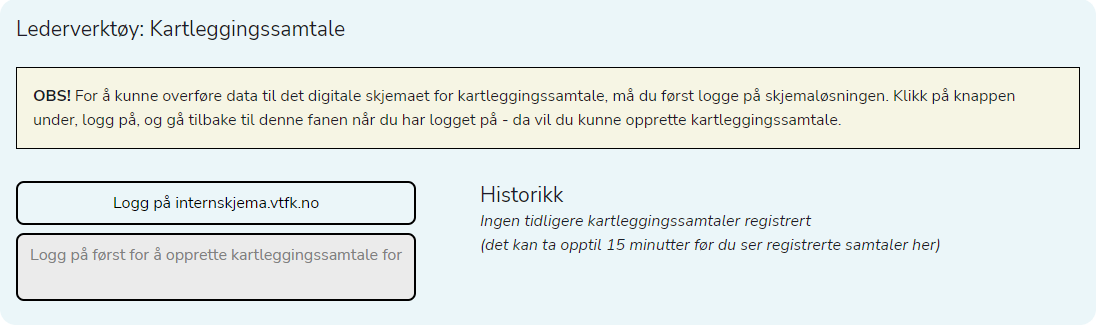 Lederverktøy: Kartleggingssamtale
OBS! For å kunne overføre data til det digitale skjemaet for kartleggingssamtale, må du først logge på skjemaløsningen. Klikk på knappen
under, logg på, og gå tilbake til denne fanen når du har logget på - da vil du kunne opprette kartleggingssamtale.
Logg på internskjema.vtfk.no
Logg på først for å opprette kartleggingssamtale for
Historikk
Ingen tidligere kartleggingssamtaler registrert
(det kan ta opptil 15 minutter før du ser registrerte samtaler her)